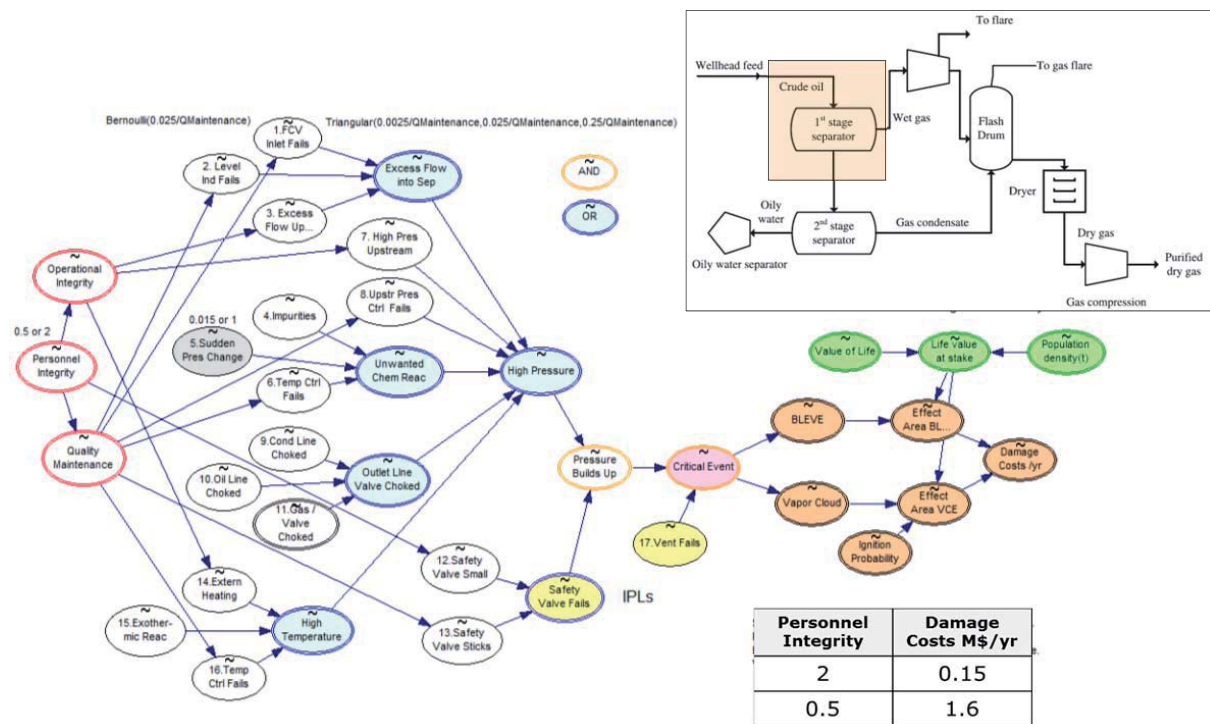 To flare
Wellhead feed
To gas flare
Crude oil
1st stage
separator
Wet gas
Flash
Drum
Dryer
Oily
water
2nd stage
separator
Gas condensate
Oily water separator
Dry gas
Purified
dry gas
Gas compression
Bernoulli(0.025/QMaintenance)
Triangular(0.0025/QMaintenance,0.025/QMaintenance,0.25/QMaintenance)
1.FCV
Inlet Fails
2. Level
Ind Fails
Excess Flow
into Sep
AND
3. Excess
Flow Up...
OR
7. High Pres
Upstream
Operational
Integrity
8.Upstr Pres
Ctrl Fails
4.Impurities
0.015 or 1
5.Sudden
Pres Change
0.5 or 2
Personnel
Integrity
Unwanted
Chem Reac
High Pressure
6.Temp Ctrl
Fails
Value of Life
Life value
at stake
Population
density(t)
Quality
Maintenance
9.Cond Line
Choked
10.Oil Line
Choked
Outlet LIne
Valve Choked
11.Gas /
Valve
Choked
Pressure
Builds Up
Critical Event
BLEVE
Effect
Area BL...
Damage
Costs /yr
Vapor Cloud
Effect
Area VCE
Ignition
Probability
17.Vent Fails
12.Safety
Valve Small
Safety
Valve Fails
IPLs
13.Safety
Valve Sticks
14.Extern
Heating
15.Exother-
mic Reac
High
Temperature
16.Temp
Ctrl Fails
Personnel
Integrity
Damage
Costs M$/yr
2
0.15
0.5
1.6